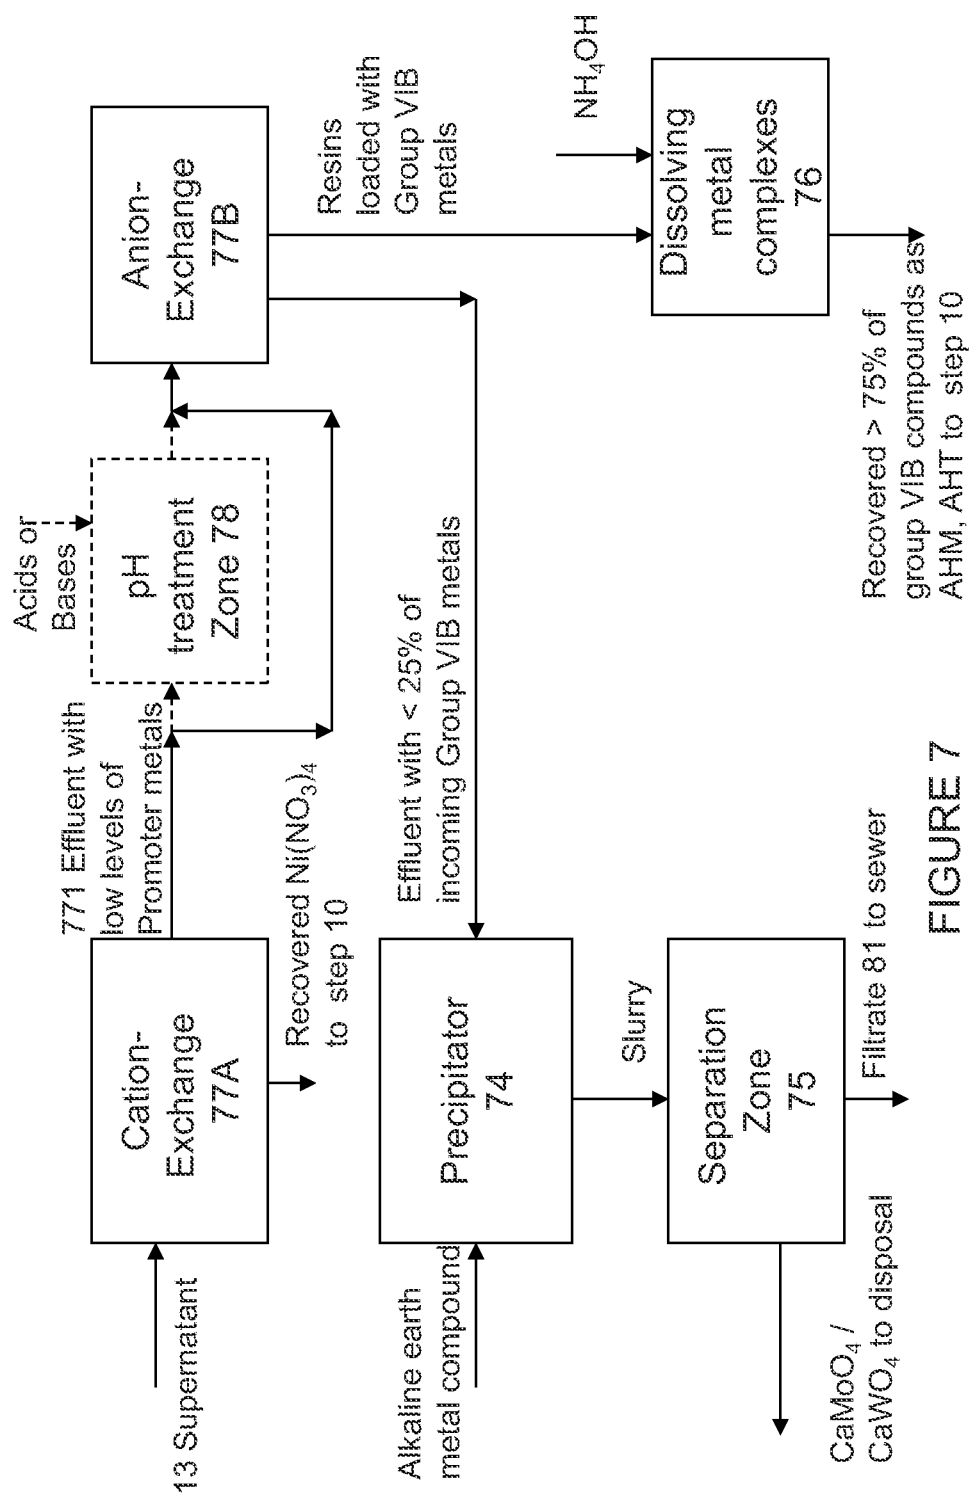 13 Supernatant
Cation-
Exchange
77A
771 Effluent with
low levels of
Promoter metals
Recovered Ni(NO3)4
to step 10
Acids or
Bases
pH
treatment
Zone 78
Anion-
Exchange
77B
Resins
loaded with
Group VIB
metals
NH4OH
Effluent with < 25% of
incoming Group VIB metals
Alkaline earth
metal compound
Precipitator
74
Slurry
Separation
Zone
75
CaMoO4 /
CaWO4 to disposal
Filtrate 81 to sewer
Dissolving
metal
complexes
76
Recovered > 75% of
group VIB compounds as
AHM, AHT to step 10
FIGURE 7